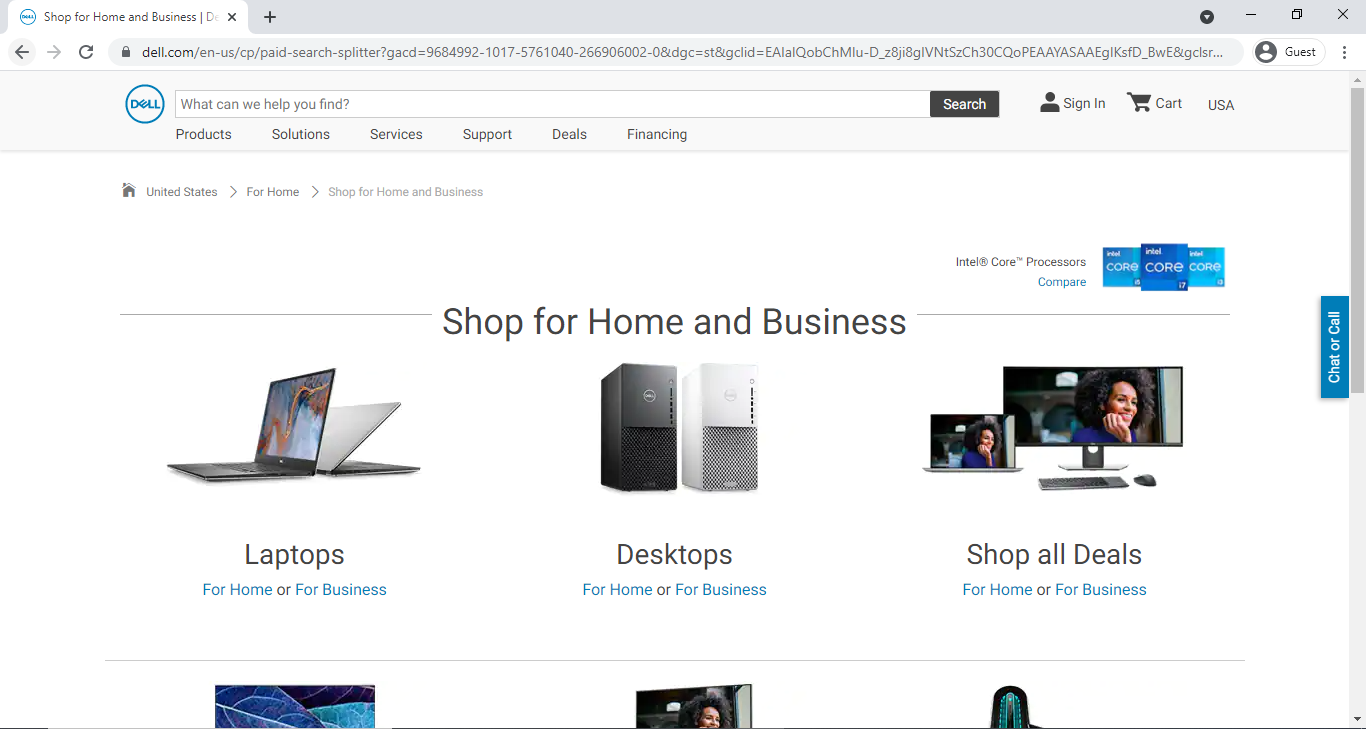 Shop for Home and Business | De
dell.com/en-us/cp/paid-search-splitter?gacd=9684992-1017-5761040-266906002-0&dgc=st&gclid=EAIaIQobChMIu-D_z8ji8gIVNtSzCh30CQoPEAAYASAAEgIKsfD_BwE&gclsr...
Guest
DELL
What can we help you find?
Search
Sign In
Cart
USA
Products
Solutions
Services
Support
Deals
Financing
United States
For Home
Shop for Home and Business
Intel® Core™ Processors
Compare
intel CORE
intel CORE i7
intel CORE i3
Shop for Home and Business
Chat or Call
Laptops
For Home or For Business
Desktops
For Home or For Business
Shop all Deals
For Home or For Business